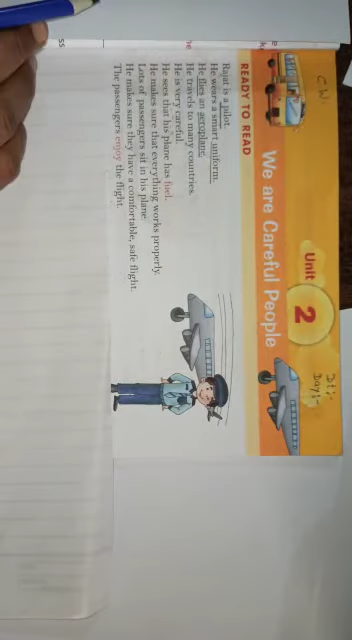 C.W.
Dt:-
Day:-
Unit
2
We are Careful People
READY TO READ
Rajat is a pilot.
He wears a smart uniform.
He flies an aeroplane.
He travels to many countries.
He is very careful.
He sees that his plane has fuel.
He makes sure that everything works properly.
Lots of passengers sit in his plane.
He makes sure they have a comfortable, safe flight.
The passengers enjoy the flight.